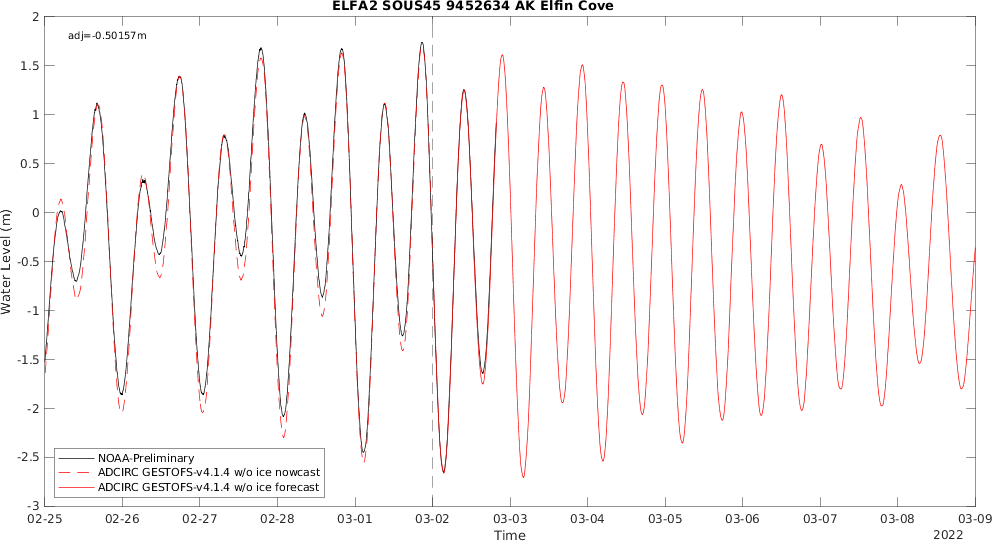 ELFA2 SOUS45 9452634 AK Elfin Cove
adj=-0.50157m
2
1.5
1
0.5
0
-0.5
-1
-1.5
-2
-2.5
-3
Water Level (m)
NOAA-Preliminary
ADCIRC GESTOFS-v4.1.4 w/o ice nowcast
ADCIRC GESTOFS-v4.1.4 w/o ice forecast
02-25 02-26 02-27 02-28 03-01 03-02 03-03 03-04 03-05 03-06 03-07 03-08 03-09
Time
2022